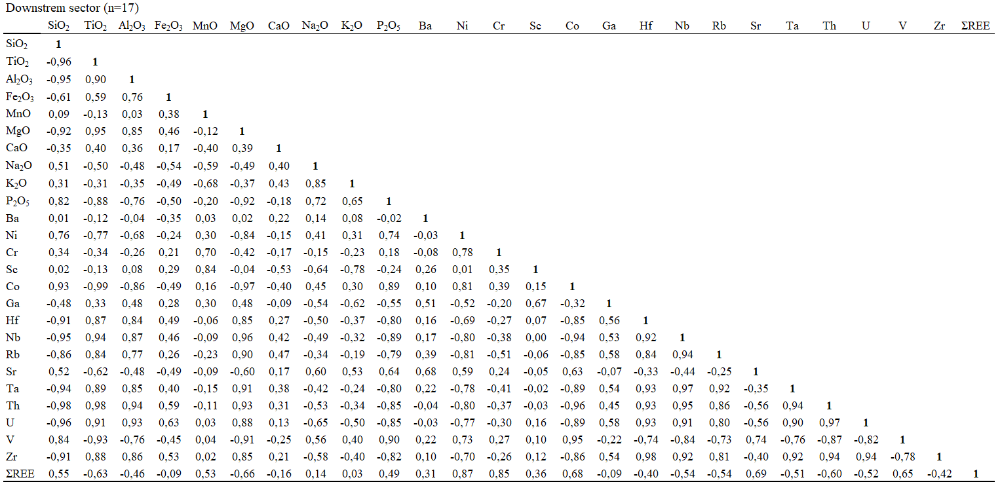 Downstrem sector (n=17)
SiO₂ TiO₂ Al₂O₃ Fe₂O₃ MnO MgO CaO Na₂O K₂O P₂O₅ Ba Ni Cr Sc Co Ga Hf Nb Rb Sr Ta Th U V Zr ΣREE
SiO₂ 1
TiO₂ -0,96 1
Al₂O₃ -0,95 0,90 1
Fe₂O₃ -0,61 0,59 0,76 1
MnO 0,09 -0,13 0,03 0,38 1
MgO -0,92 0,95 0,85 0,46 -0,12 1
CaO -0,35 0,40 0,36 0,17 -0,40 0,39 1
Na₂O 0,51 -0,50 -0,48 -0,54 -0,59 -0,49 0,40 1
K₂O 0,31 -0,31 -0,35 -0,49 -0,68 -0,37 0,43 0,85 1
P₂O₅ 0,82 -0,88 -0,76 -0,50 -0,20 -0,92 -0,18 0,72 0,65 1
Ba 0,01 -0,12 -0,04 -0,35 0,03 0,02 0,22 0,14 0,08 -0,02 1
Ni 0,76 -0,77 -0,68 -0,24 0,30 -0,84 -0,15 0,41 0,31 0,74 -0,03 1
Cr 0,34 -0,34 -0,26 0,21 0,70 -0,42 -0,17 -0,15 -0,23 0,18 -0,08 0,78 1
Sc 0,02 -0,13 0,08 0,29 0,84 -0,04 -0,53 -0,64 -0,78 -0,24 0,26 0,01 0,35 1
Co 0,93 -0,99 -0,86 -0,49 0,16 -0,97 -0,40 0,45 0,30 0,89 0,10 0,81 0,39 0,15 1
Ga -0,48 0,33 0,48 0,28 0,30 0,48 -0,09 -0,54 -0,62 -0,55 0,51 -0,52 -0,20 0,67 -0,32 1
Hf -0,91 0,87 0,84 0,49 -0,06 0,85 0,27 -0,50 -0,37 -0,80 0,16 -0,69 -0,27 0,07 -0,85 0,56 1
Nb -0,95 0,94 0,87 0,46 -0,09 0,96 0,42 -0,49 -0,32 -0,89 0,17 -0,80 -0,38 0,00 -0,94 0,53 0,92 1
Rb -0,86 0,84 0,77 0,26 -0,23 0,90 0,47 -0,34 -0,19 -0,79 0,39 -0,81 -0,51 -0,06 -0,85 0,58 0,84 0,94 1
Sr 0,52 -0,62 -0,48 -0,49 -0,09 -0,60 0,17 0,60 0,53 0,64 0,68 0,59 0,24 -0,05 0,63 -0,07 -0,33 -0,44 -0,25 1
Ta -0,94 0,89 0,85 0,40 -0,15 0,91 0,38 -0,42 -0,24 -0,80 0,22 -0,78 -0,41 -0,02 -0,89 0,54 0,93 0,97 0,92 -0,35 1
Th -0,98 0,98 0,94 0,59 -0,11 0,93 0,31 -0,53 -0,34 -0,85 -0,04 -0,80 -0,37 -0,03 -0,96 0,45 0,93 0,95 0,86 -0,56 0,94 1
U -0,96 0,91 0,93 0,63 0,03 0,88 0,13 -0,65 -0,50 -0,85 -0,03 -0,77 -0,30 0,16 -0,89 0,58 0,93 0,91 0,80 -0,56 0,90 0,97 1
V 0,84 -0,93 -0,76 -0,45 0,04 -0,91 -0,25 0,56 0,40 0,90 0,22 0,73 0,27 0,10 0,95 -0,22 -0,74 -0,84 -0,73 0,74 -0,76 -0,87 -0,82 1
Zr -0,91 0,88 0,86 0,53 0,02 0,85 0,21 -0,58 -0,40 -0,82 0,10 -0,70 -0,26 0,12 -0,86 0,54 0,98 0,92 0,81 -0,40 0,92 0,94 0,94 -0,78 1
ΣREE 0,55 -0,63 -0,46 -0,09 0,53 -0,66 -0,16 0,14 0,03 0,49 0,31 0,87 0,85 0,36 0,68 -0,09 -0,40 -0,54 -0,54 0,69 -0,51 -0,60 -0,52 0,65 -0,42 1